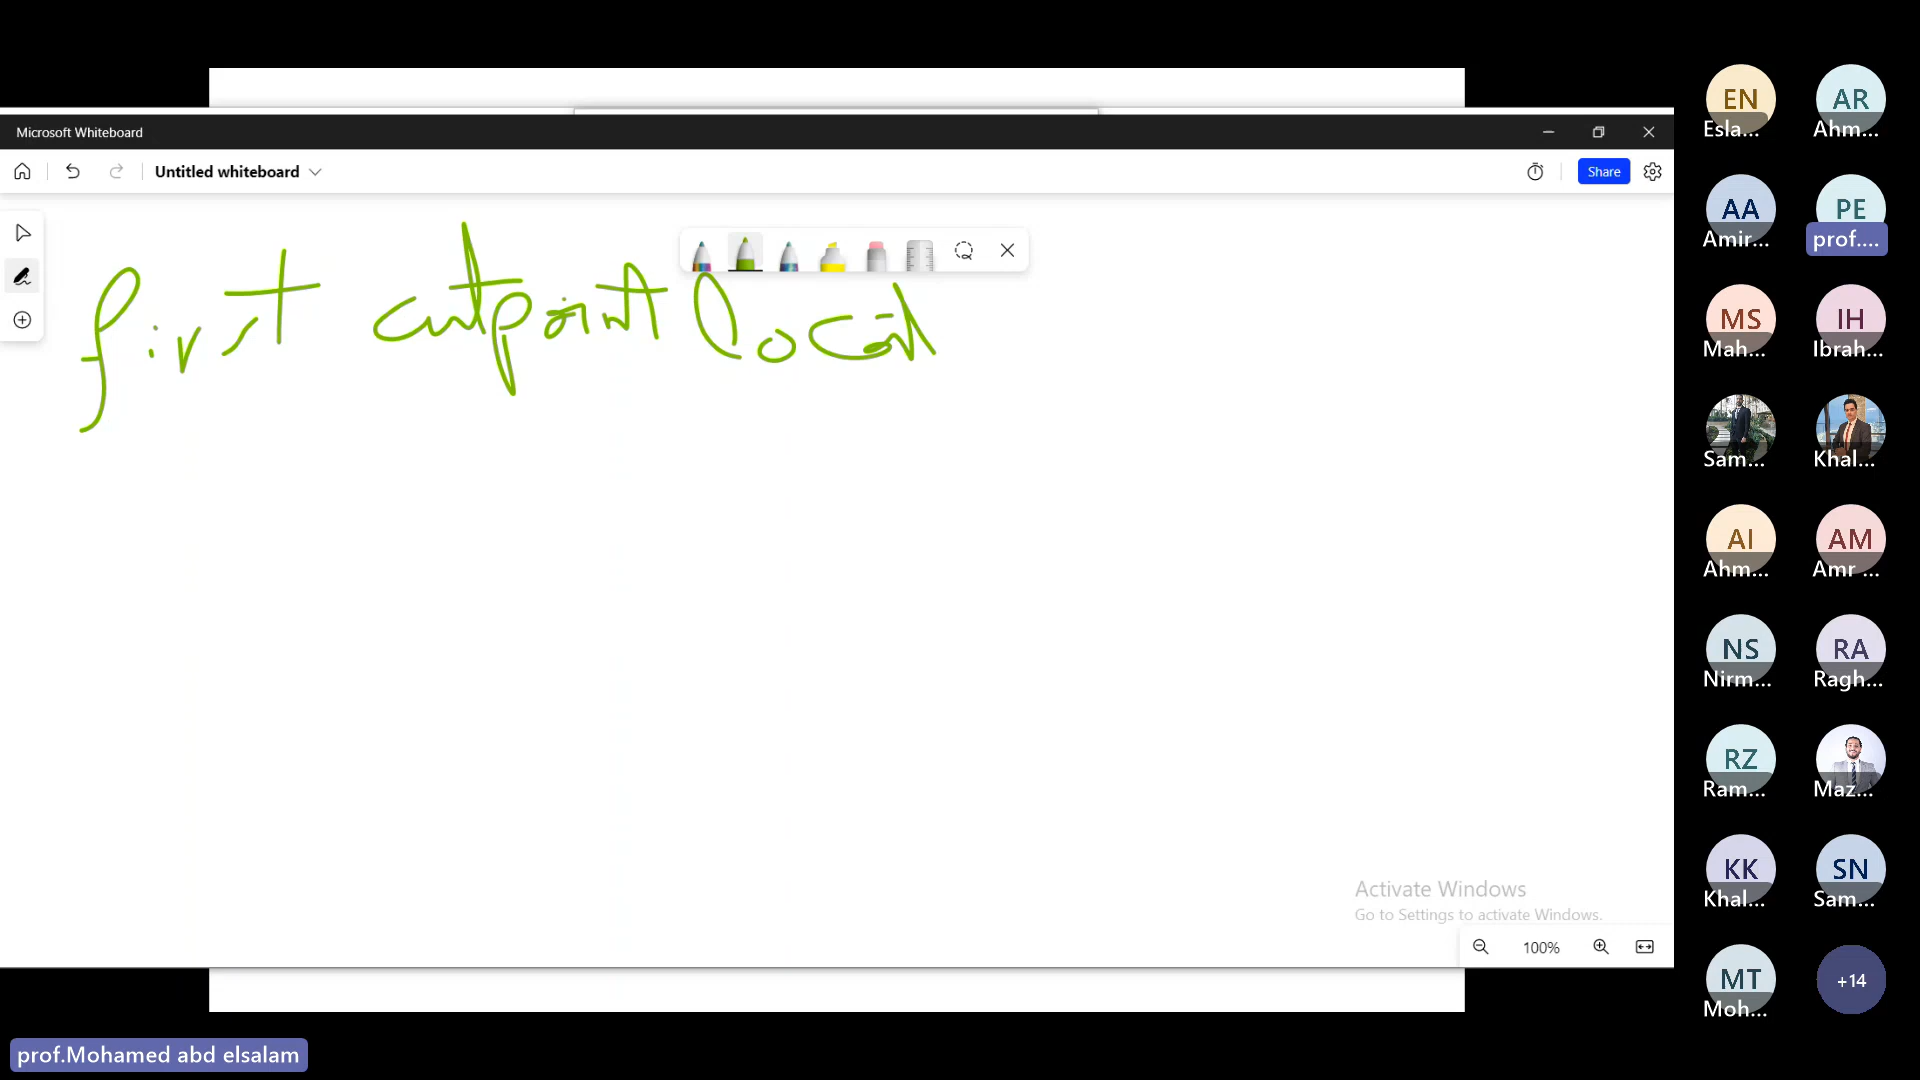 EN
AR
Esla...
Ahm...
Microsoft Whiteboard
Untitled whiteboard
Share
AA
PE
Amir...
prof....
first cutpoint
MS
IH
Mah...
Ibrah...
Sam...
Khal...
AI
AM
Ahm...
Amr ...
NS
RA
Nirm...
Ragh...
RZ
Ram...
Maz...
KK
SN
Khal...
Sam...
Activate Windows
Go to Settings to activate Windows.
100%
MT
+14
Moh...
prof.Mohamed abd elsalam